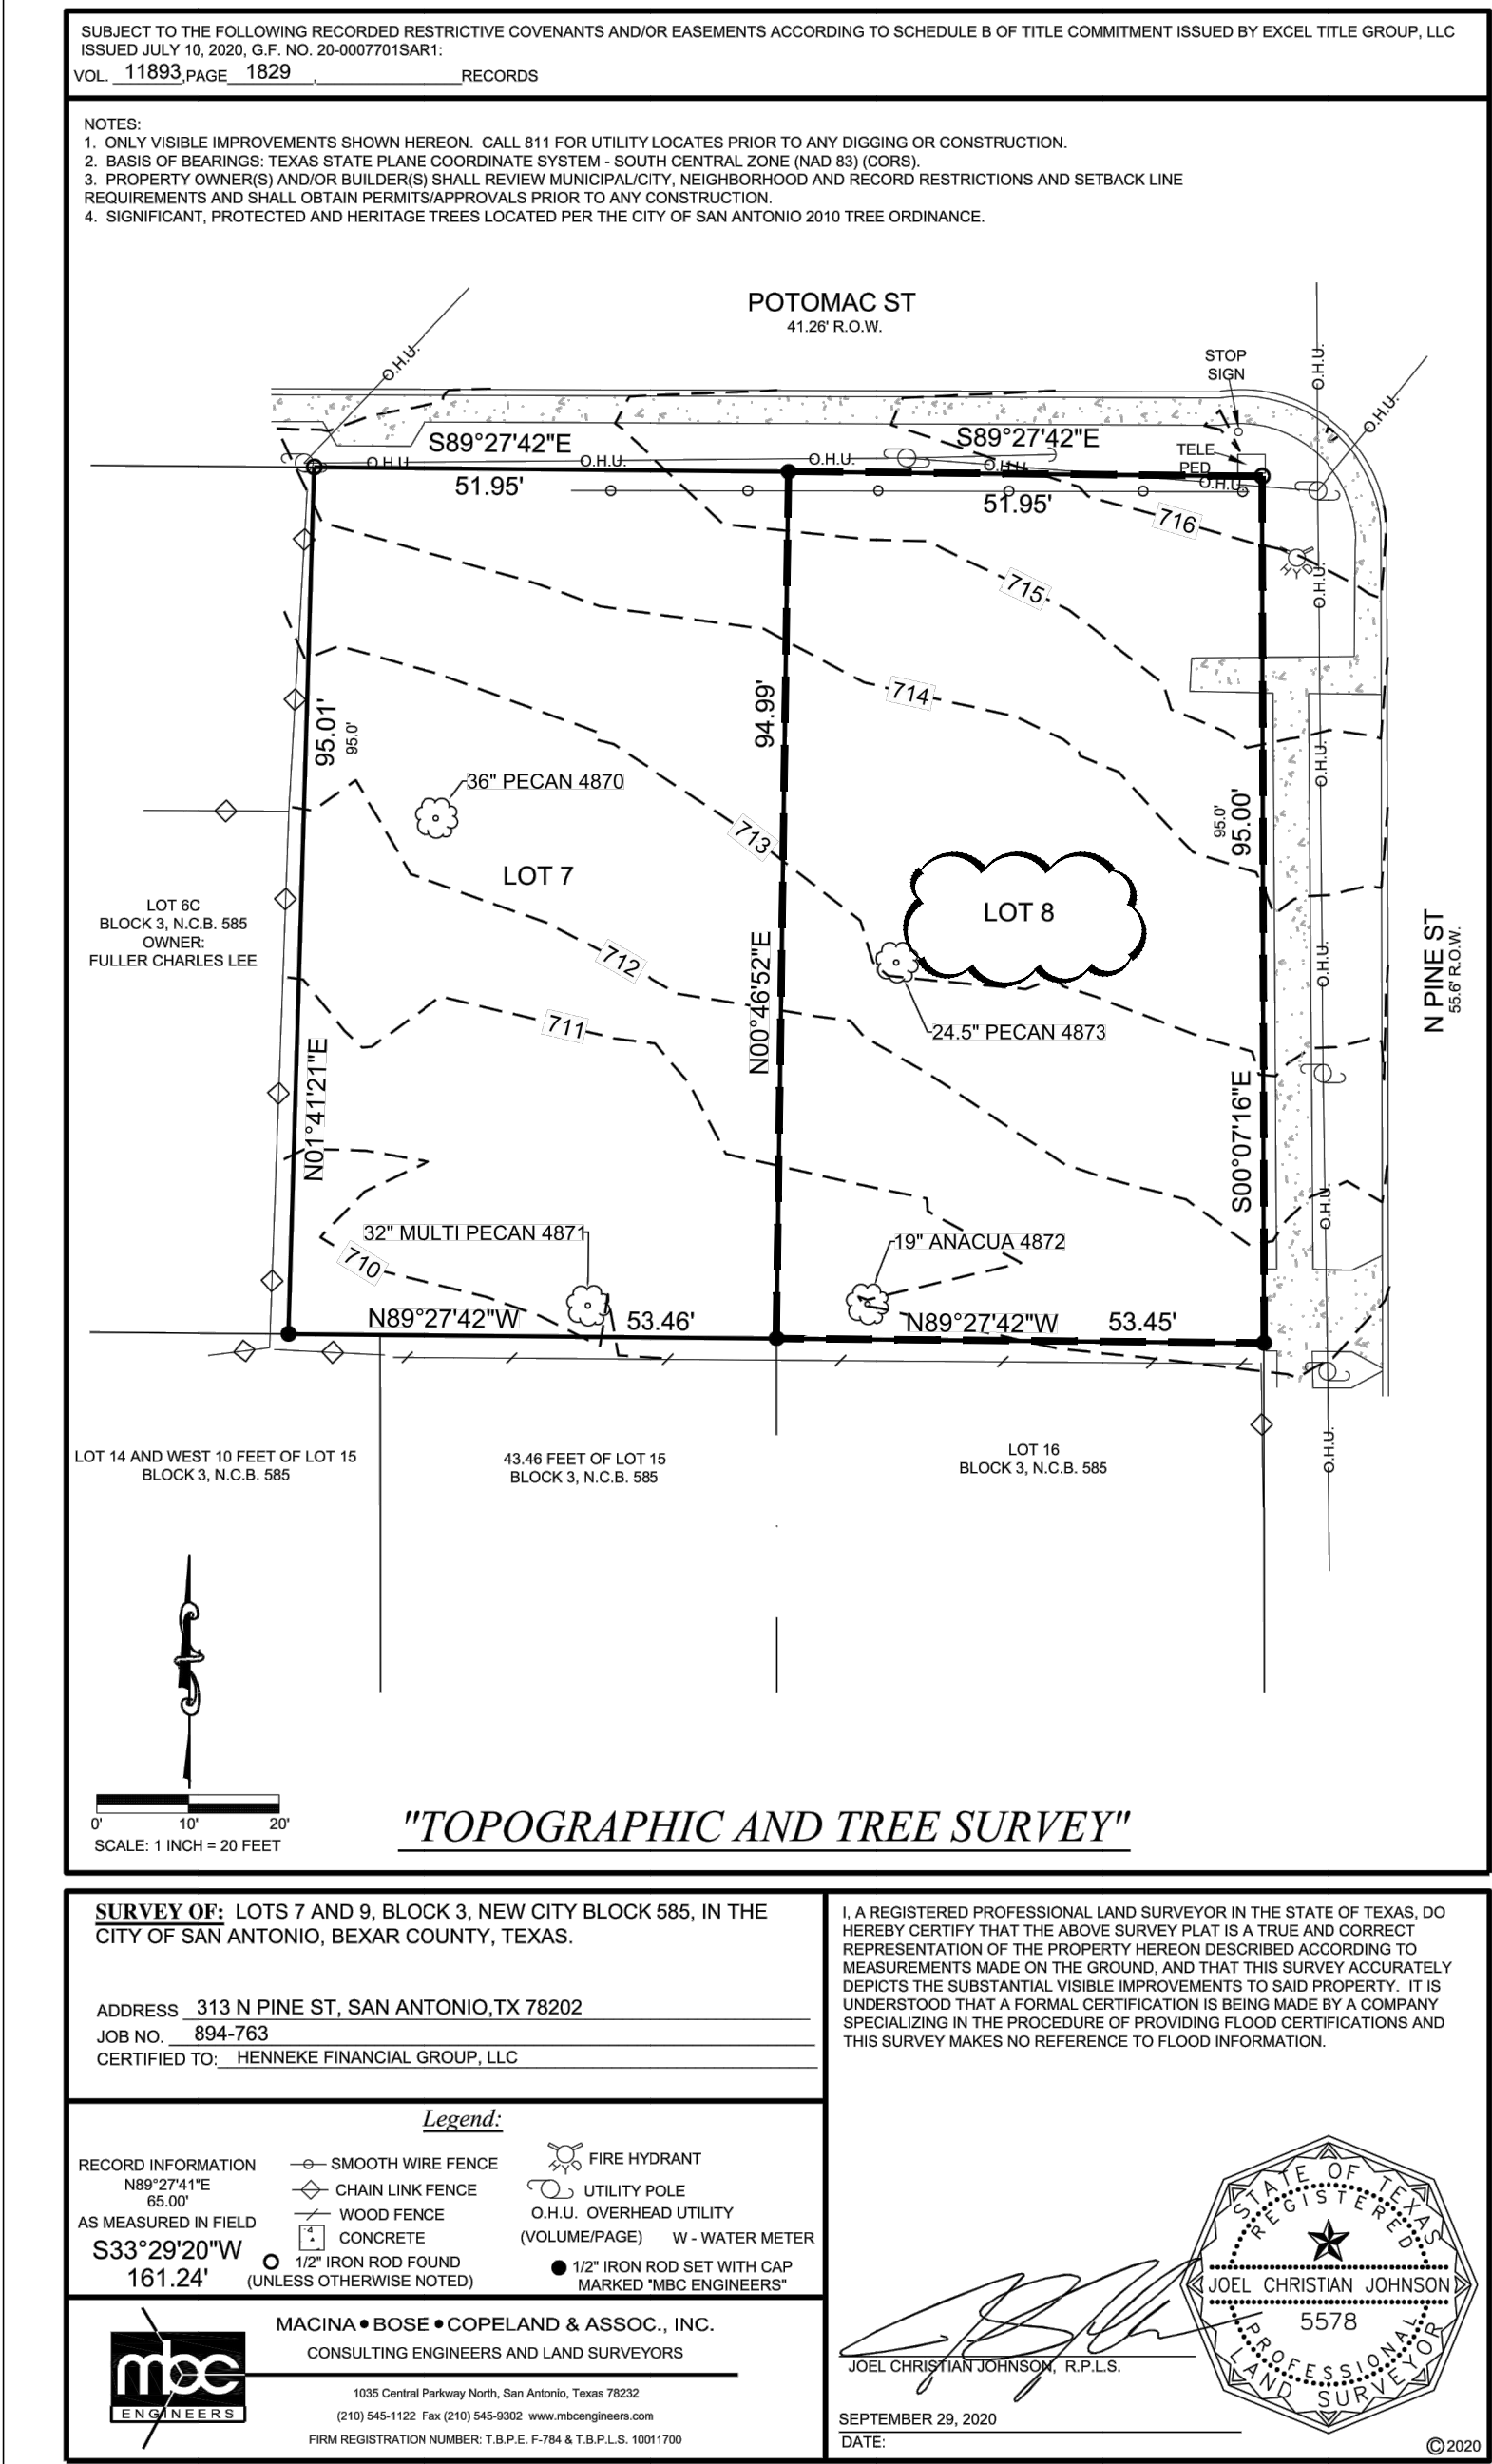 SUBJECT TO THE FOLLOWING RECORDED RESTRICTIVE COVENANTS AND/OR EASEMENTS ACCORDING TO SCHEDULE B OF TITLE COMMITMENT ISSUED BY EXCEL TITLE GROUP, LLC
ISSUED JULY 10, 2020, G.F. NO. 20-0007701SAR1:
VOL. 11893,PAGE 1829 , RECORDS
NOTES:
1. ONLY VISIBLE IMPROVEMENTS SHOWN HEREON. CALL 811 FOR UTILITY LOCATES PRIOR TO ANY DIGGING OR CONSTRUCTION.
2. BASIS OF BEARINGS: TEXAS STATE PLANE COORDINATE SYSTEM - SOUTH CENTRAL ZONE (NAD 83) (CORS).
3. PROPERTY OWNER(S) AND/OR BUILDER(S) SHALL REVIEW MUNICIPAL/CITY, NEIGHBORHOOD AND RECORD RESTRICTIONS AND SETBACK LINE
REQUIREMENTS AND SHALL OBTAIN PERMITS/APPROVALS PRIOR TO ANY CONSTRUCTION.
4. SIGNIFICANT, PROTECTED AND HERITAGE TREES LOCATED PER THE CITY OF SAN ANTONIO 2010 TREE ORDINANCE.
POTOMAC ST
41.26' R.O.W.
STOP
SIGN
O.H.U.
O.H.U.
O.H.U.
S89°27'42"E
S89°27'42"E
TELE
PED
O.H.U.
O.H.U.
O.H.U.
O.H.U.
O.H.U.
51.95'
51.95'
716
HYD
715
O.H.U.
714
94.99'
95.01'
95.0'
O.H.U.
36" PECAN 4870
713
95.0'
95.00'
LOT 7
LOT 8
LOT 6C
BLOCK 3, N.C.B. 585
OWNER:
FULLER CHARLES LEE
712
N00°46'52"E
O.H.U.
N PINE ST
55.6' R.O.W.
711
24.5" PECAN 4873
N01°41'21"E
S00°07'16"E
O.H.U.
32" MULTI PECAN 4871
19" ANACUA 4872
710
N89°27'42"W
53.46'
N89°27'42"W
53.45'
O.H.U.
LOT 14 AND WEST 10 FEET OF LOT 15
BLOCK 3, N.C.B. 585
43.46 FEET OF LOT 15
BLOCK 3, N.C.B. 585
LOT 16
BLOCK 3, N.C.B. 585
0' 10' 20'
SCALE: 1 INCH = 20 FEET
"TOPOGRAPHIC AND TREE SURVEY"
SURVEY OF: LOTS 7 AND 9, BLOCK 3, NEW CITY BLOCK 585, IN THE
CITY OF SAN ANTONIO, BEXAR COUNTY, TEXAS.
ADDRESS 313 N PINE ST, SAN ANTONIO,TX 78202
JOB NO. 894-763
CERTIFIED TO: HENNEKE FINANCIAL GROUP, LLC
I, A REGISTERED PROFESSIONAL LAND SURVEYOR IN THE STATE OF TEXAS, DO
HEREBY CERTIFY THAT THE ABOVE SURVEY PLAT IS A TRUE AND CORRECT
REPRESENTATION OF THE PROPERTY HEREON DESCRIBED ACCORDING TO
MEASUREMENTS MADE ON THE GROUND, AND THAT THIS SURVEY ACCURATELY
DEPICTS THE SUBSTANTIAL VISIBLE IMPROVEMENTS TO SAID PROPERTY. IT IS
UNDERSTOOD THAT A FORMAL CERTIFICATION IS BEING MADE BY A COMPANY
SPECIALIZING IN THE PROCEDURE OF PROVIDING FLOOD CERTIFICATIONS AND
THIS SURVEY MAKES NO REFERENCE TO FLOOD INFORMATION.
Legend:
RECORD INFORMATION
N89°27'41"E
65.00'
AS MEASURED IN FIELD
S33°29'20"W
161.24'
SMOOTH WIRE FENCE
CHAIN LINK FENCE
WOOD FENCE
CONCRETE
1/2" IRON ROD FOUND
(UNLESS OTHERWISE NOTED)
HYD FIRE HYDRANT
UTILITY POLE
O.H.U. OVERHEAD UTILITY
(VOLUME/PAGE) W - WATER METER
1/2" IRON ROD SET WITH CAP
MARKED "MBC ENGINEERS"
mbc
ENGINEERS
MACINA • BOSE • COPELAND & ASSOC., INC.
CONSULTING ENGINEERS AND LAND SURVEYORS
1035 Central Parkway North, San Antonio, Texas 78232
(210) 545-1122 Fax (210) 545-9302 www.mbcengineers.com
FIRM REGISTRATION NUMBER: T.B.P.E. F-784 & T.B.P.L.S. 10011700
STATE OF TEXAS
REGISTERED
JOEL CHRISTIAN JOHNSON
5578
PROFESSIONAL
LAND SURVEYOR
JOEL CHRISTIAN JOHNSON, R.P.L.S.
SEPTEMBER 29, 2020
DATE:
©2020